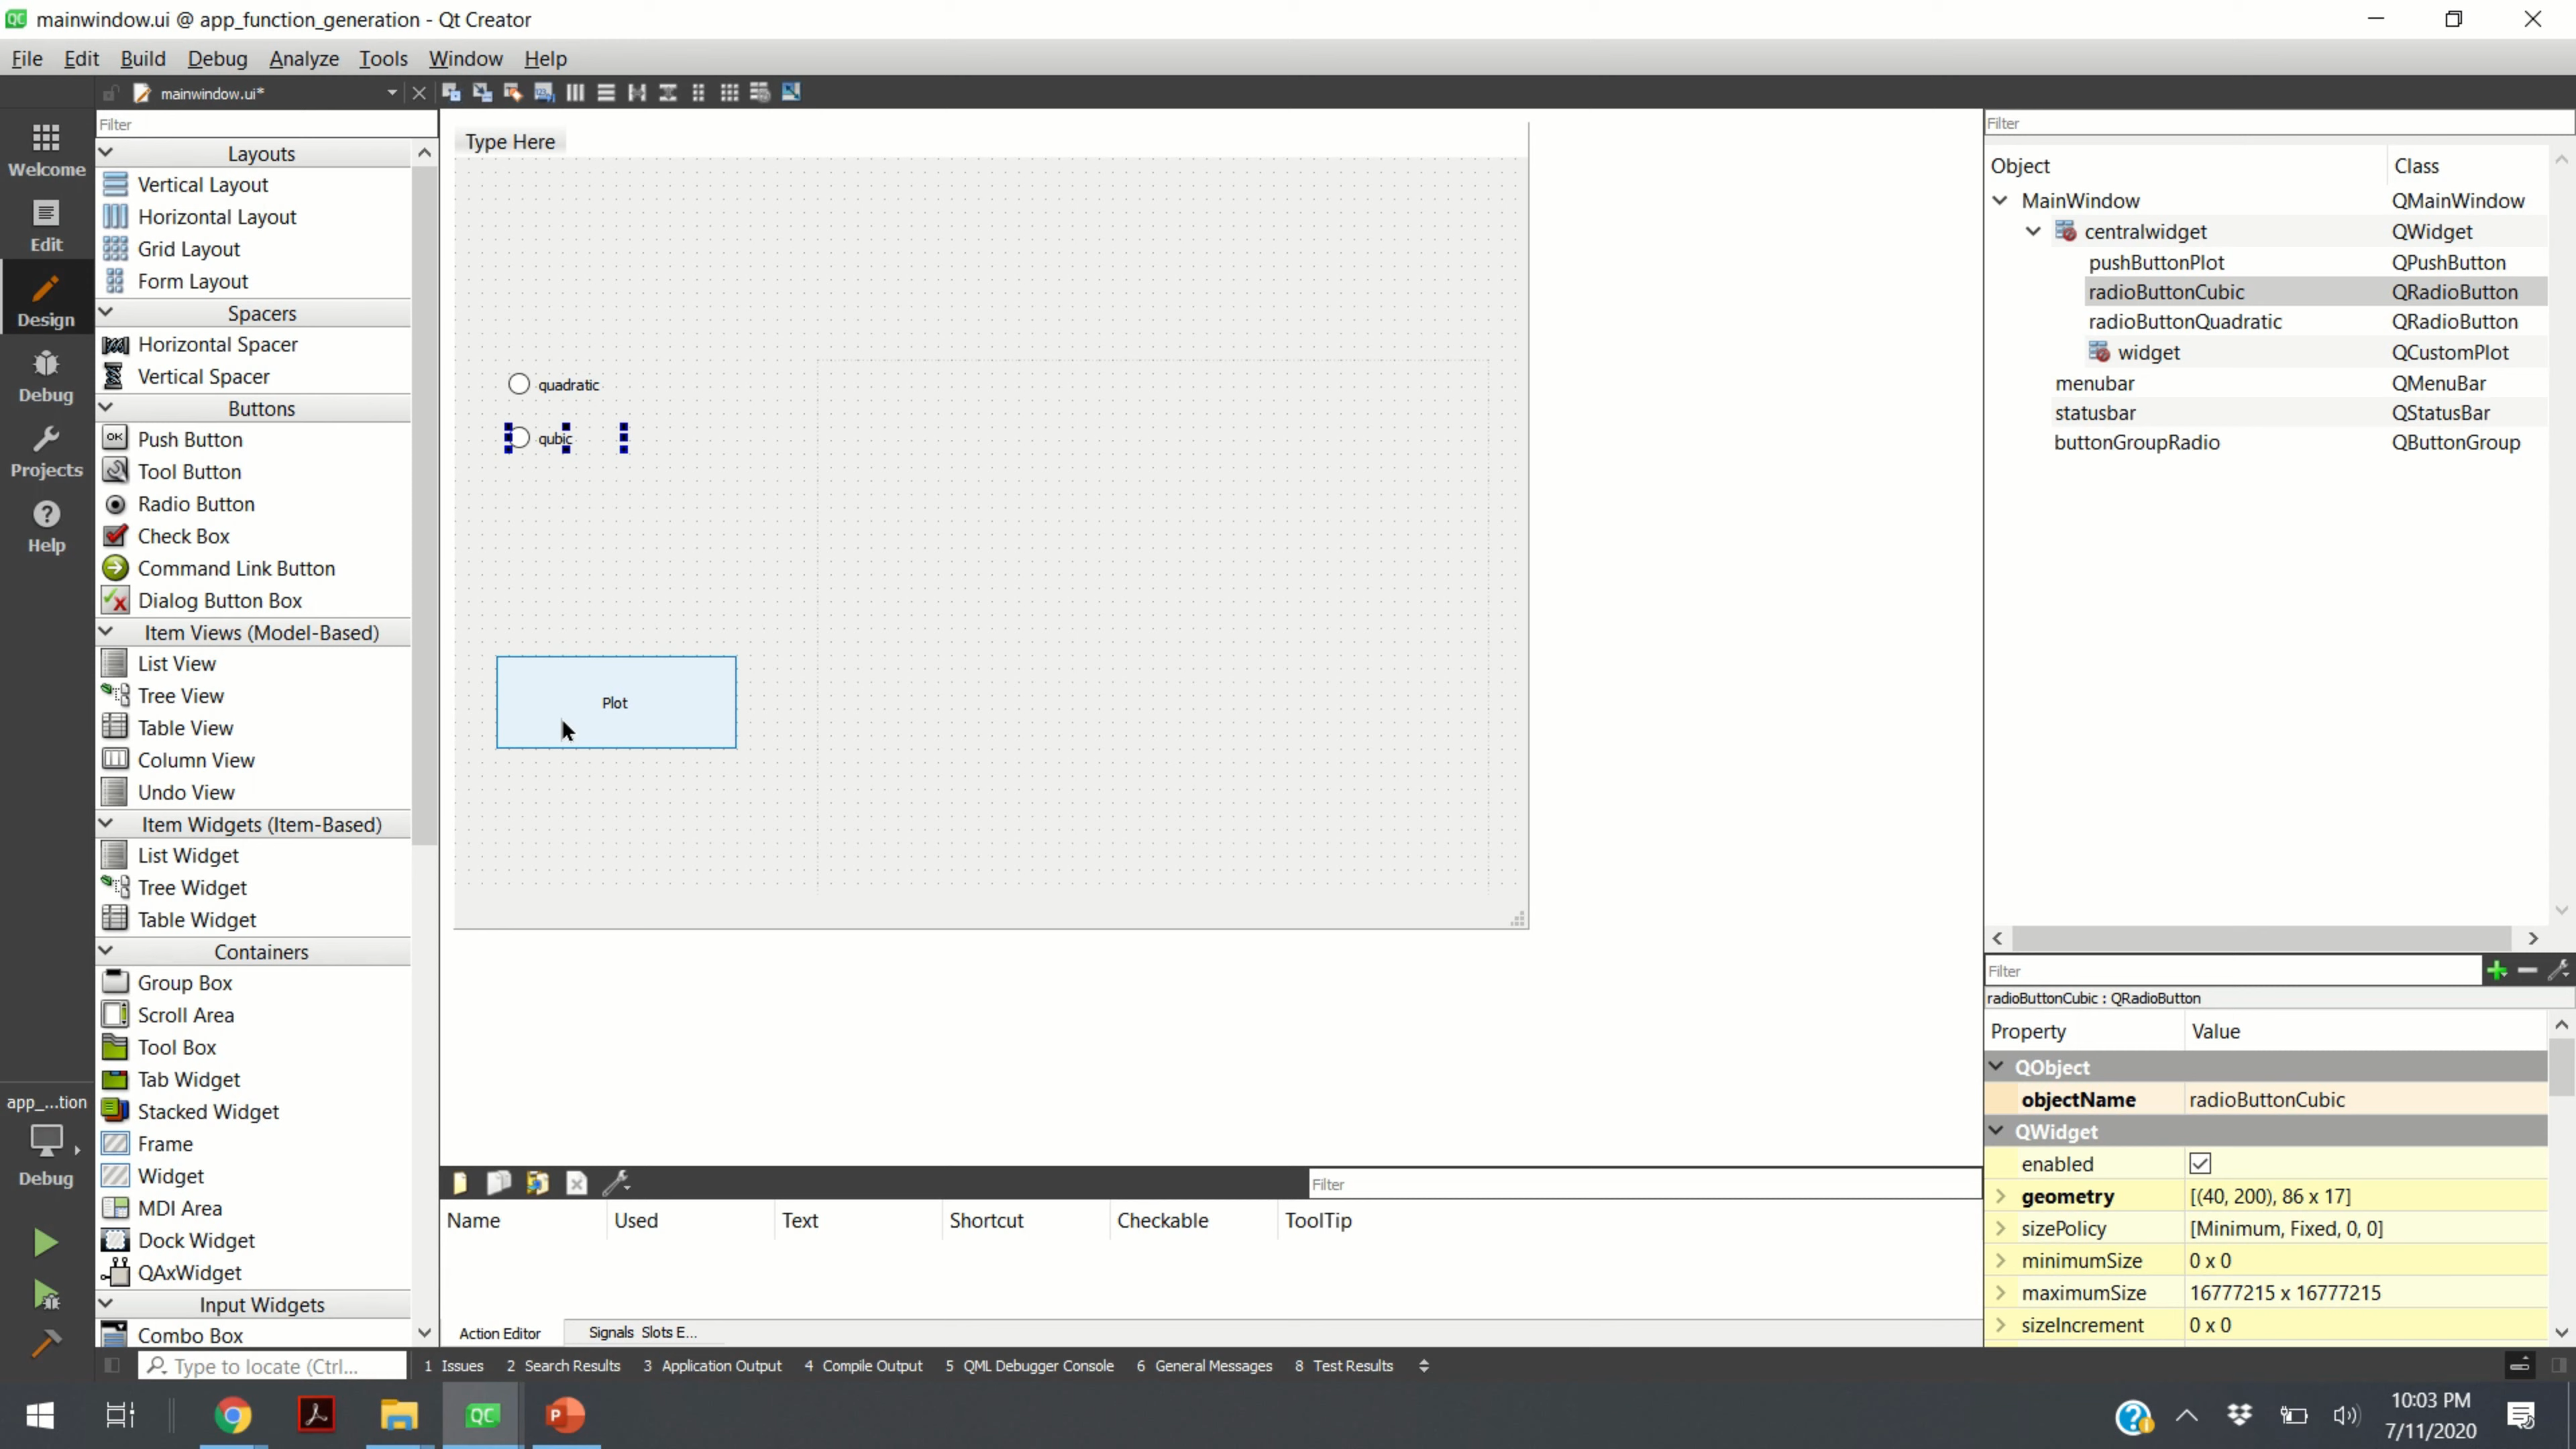 mainwindow.ui @ app_function_generation - Qt Creator
File Edit Build Debug Analyze Tools Window Help
mainwindow.ui*
Welcome
Edit
Design
Debug
Projects
Help
app_...tion
Debug
Filter
Layouts
Vertical Layout
Horizontal Layout
Grid Layout
Form Layout
Spacers
Horizontal Spacer
Vertical Spacer
Buttons
OK Push Button
Tool Button
Radio Button
Check Box
Command Link Button
Dialog Button Box
Item Views (Model-Based)
List View
Tree View
Table View
Column View
Undo View
Item Widgets (Item-Based)
List Widget
Tree Widget
Table Widget
Containers
Group Box
Scroll Area
Tool Box
Tab Widget
Stacked Widget
Frame
Widget
MDI Area
Dock Widget
QAxWidget
Input Widgets
Combo Box
Type Here
quadratic
qubic
Plot
Filter
Name Used Text Shortcut Checkable ToolTip
Action Editor Signals Slots E...
Filter
Object Class
MainWindow QMainWindow
centralwidget QWidget
pushButtonPlot QPushButton
radioButtonCubic QRadioButton
radioButtonQuadratic QRadioButton
widget QCustomPlot
menubar QMenuBar
statusbar QStatusBar
buttonGroupRadio QButtonGroup
Filter
radioButtonCubic : QRadioButton
Property Value
QObject
objectName radioButtonCubic
QWidget
enabled
geometry [(40, 200), 86 x 17]
sizePolicy [Minimum, Fixed, 0, 0]
minimumSize 0 x 0
maximumSize 16777215 x 16777215
sizeIncrement 0 x 0
Type to locate (Ctrl... 1 Issues 2 Search Results 3 Application Output 4 Compile Output 5 QML Debugger Console 6 General Messages 8 Test Results
10:03 PM
7/11/2020